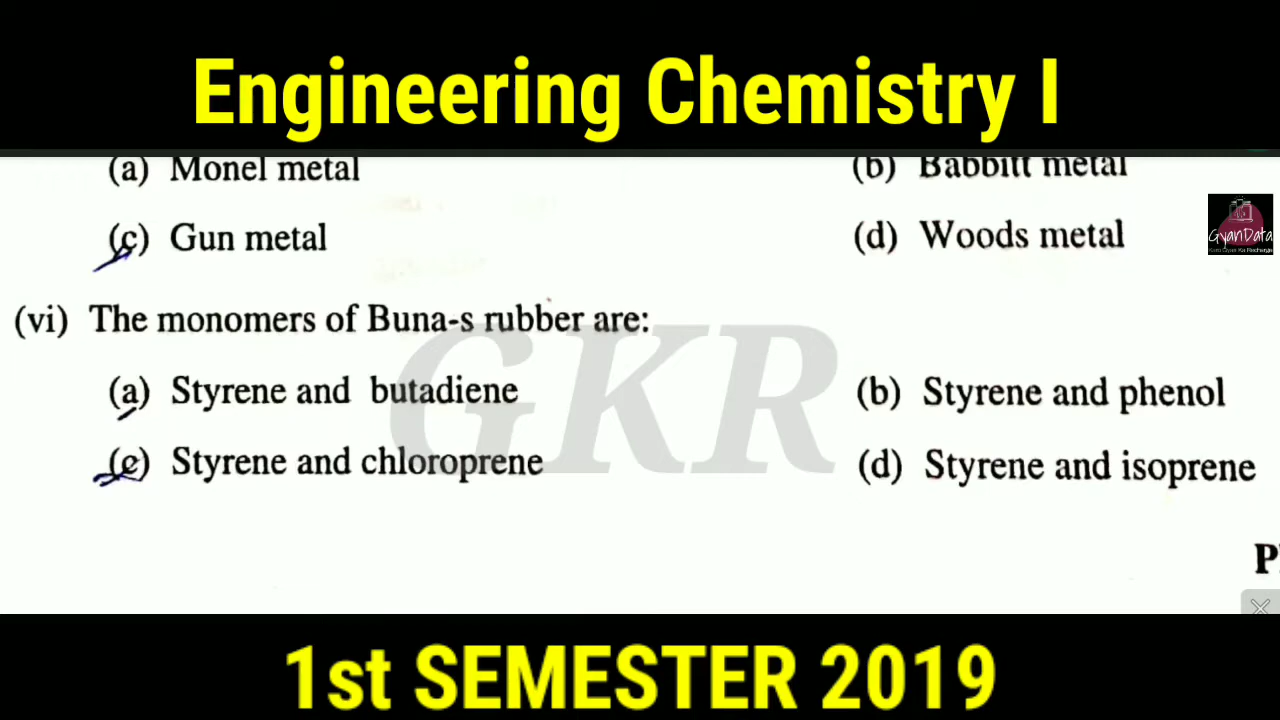 Engineering Chemistry I
(a) Monel metal (b) Babbitt metal
(c) Gun metal (d) Woods metal
GyanData
(vi) The monomers of Buna-s rubber are:
GKR
(a) Styrene and butadiene (b) Styrene and phenol
(c) Styrene and chloroprene (d) Styrene and isoprene
1st SEMESTER 2019